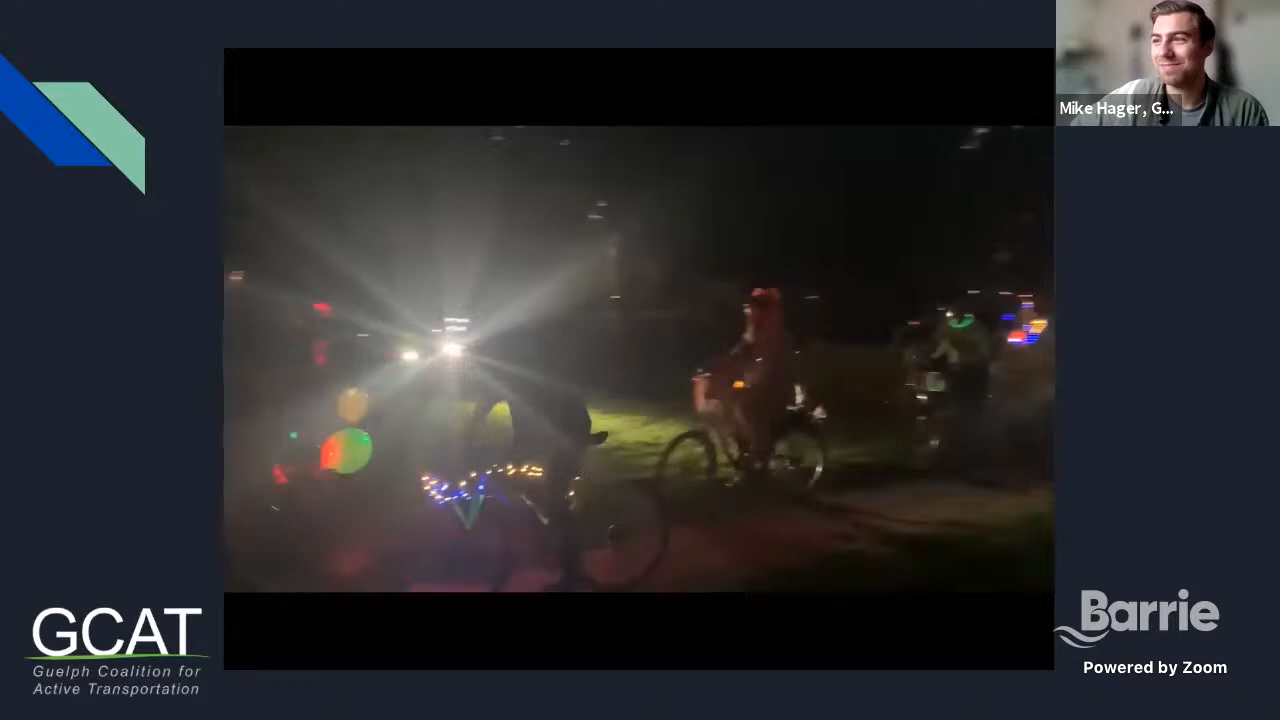 Mike Hager, G...
GCAT
Guelph Coalition for
Active Transportation
Barrie
Powered by Zoom